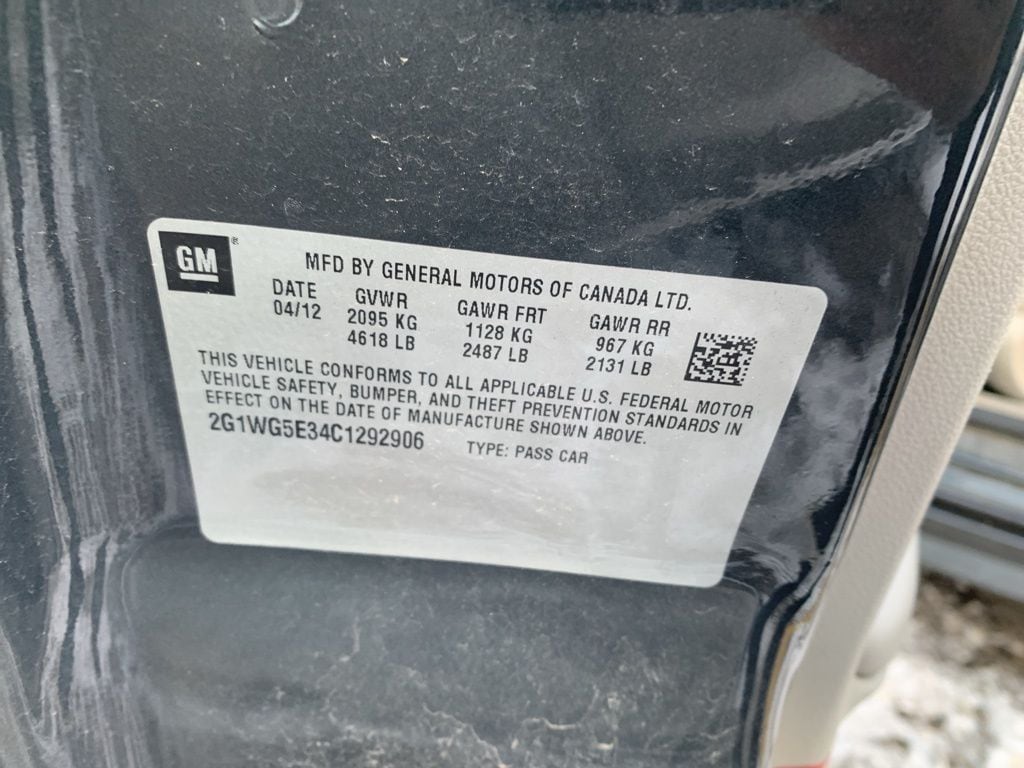 GM®
MFD BY GENERAL MOTORS OF CANADA LTD.
DATE GVWR GAWR FRT GAWR RR
04/12 2095 KG 1128 KG 967 KG
4618 LB 2487 LB 2131 LB
THIS VEHICLE CONFORMS TO ALL APPLICABLE U.S. FEDERAL MOTOR
VEHICLE SAFETY, BUMPER, AND THEFT PREVENTION STANDARDS IN
EFFECT ON THE DATE OF MANUFACTURE SHOWN ABOVE.
2G1WG5E34C1292906 TYPE: PASS CAR